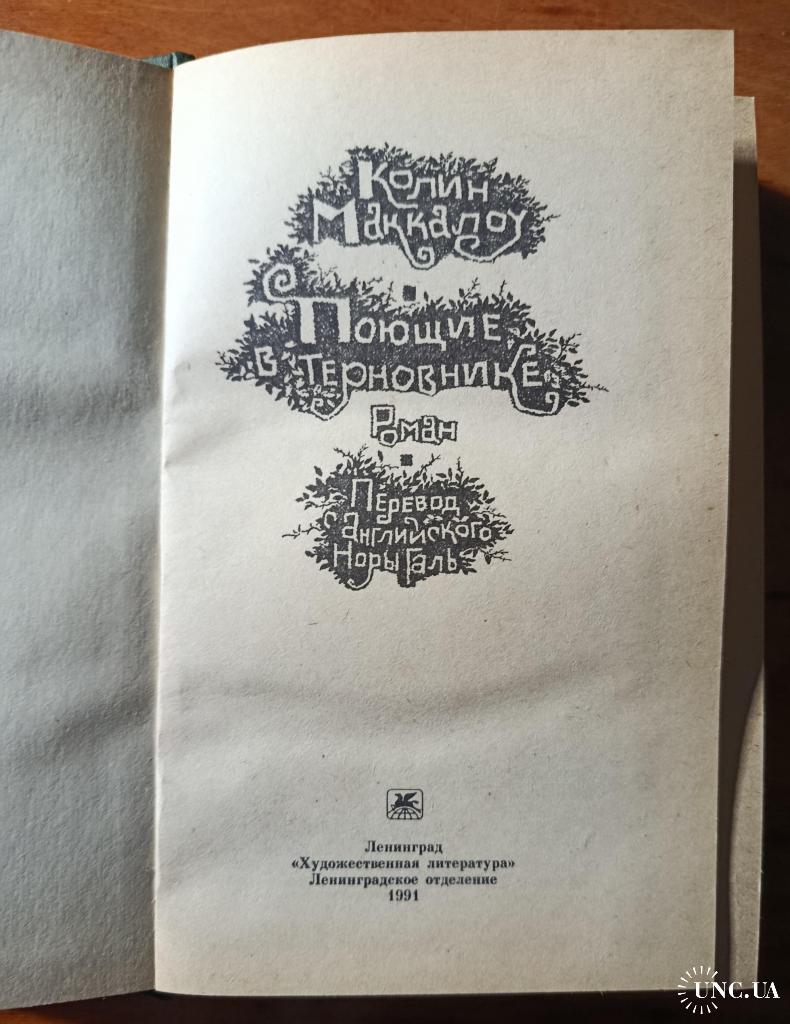 Колин
Маккалоу
Поющие
в терновнике
Роман
Перевод
с английского
Норы Галь
Ленинград
«Художественная литература»
Ленинградское отделение
1991
UNC.UA